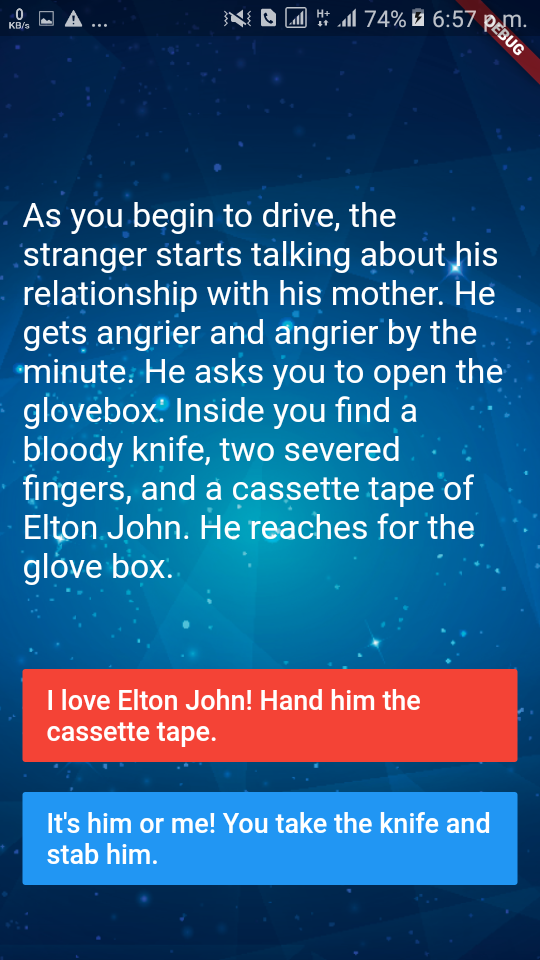 0
KB/s ... H+ 74% 6:57 p.m.
DEBUG
As you begin to drive, the
stranger starts talking about his
relationship with his mother. He
gets angrier and angrier by the
minute. He asks you to open the
glovebox. Inside you find a
bloody knife, two severed
fingers, and a cassette tape of
Elton John. He reaches for the
glove box.
I love Elton John! Hand him the
cassette tape.
It's him or me! You take the knife and
stab him.